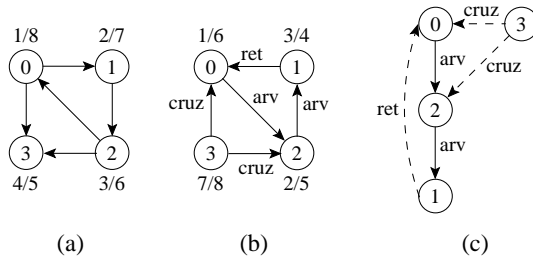 1/8 2/7
0 1
3 2
4/5 3/6
(a)
1/6 3/4
0 ret 1
cruz arv arv
3 cruz 2
7/8 2/5
(b)
0 cruz 3
arv cruz
2
ret arv
1
(c)